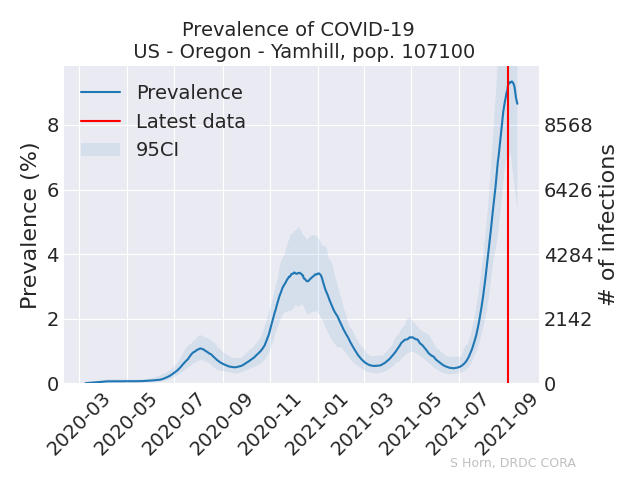 Prevalence of COVID-19
US - Oregon - Yamhill, pop. 107100
Prevalence
Latest data
95CI
Prevalence (%)
8
6
4
2
0
8568
6426
4284
2142
0
# of infections
2020-03
2020-05
2020-07
2020-09
2020-11
2021-01
2021-03
2021-05
2021-07
2021-09
S Horn, DRDC CORA